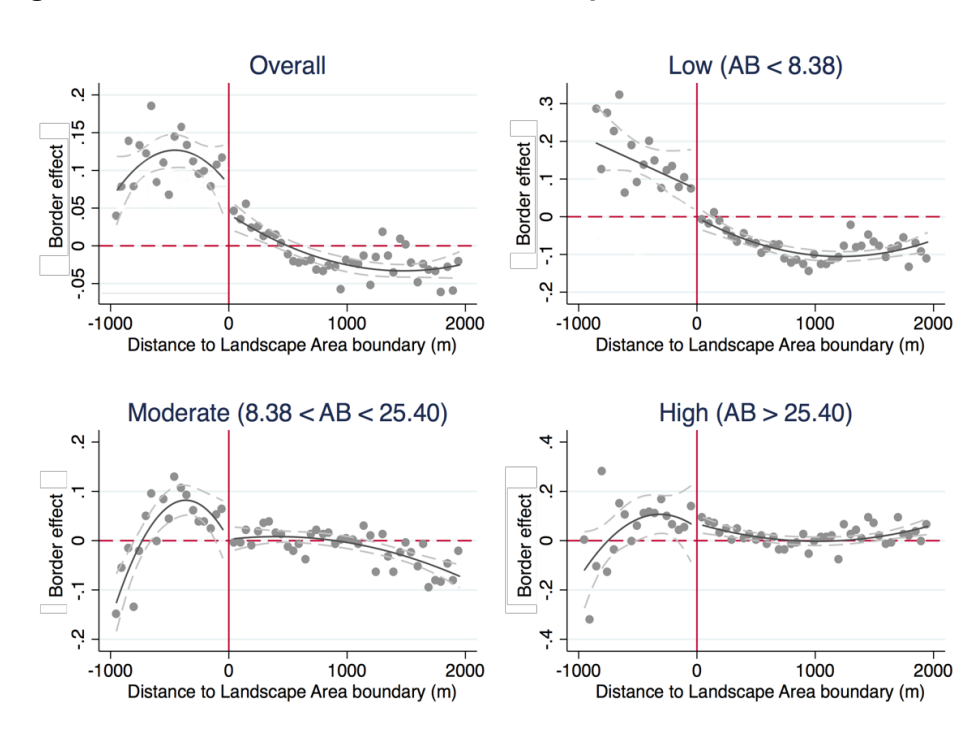 Overall
Low (AB < 8.38)
Border effect
.2
.15
.1
.05
0
-.05
-1000 0 1000 2000
Distance to Landscape Area boundary (m)
Border effect
.3
.2
.1
0
-.1
-.2
-1000 0 1000 2000
Distance to Landscape Area boundary (m)
Moderate (8.38 < AB < 25.40)
High (AB > 25.40)
Border effect
.2
.1
0
-.1
-.2
-1000 0 1000 2000
Distance to Landscape Area boundary (m)
Border effect
.4
.2
0
-.2
-.4
-1000 0 1000 2000
Distance to Landscape Area boundary (m)